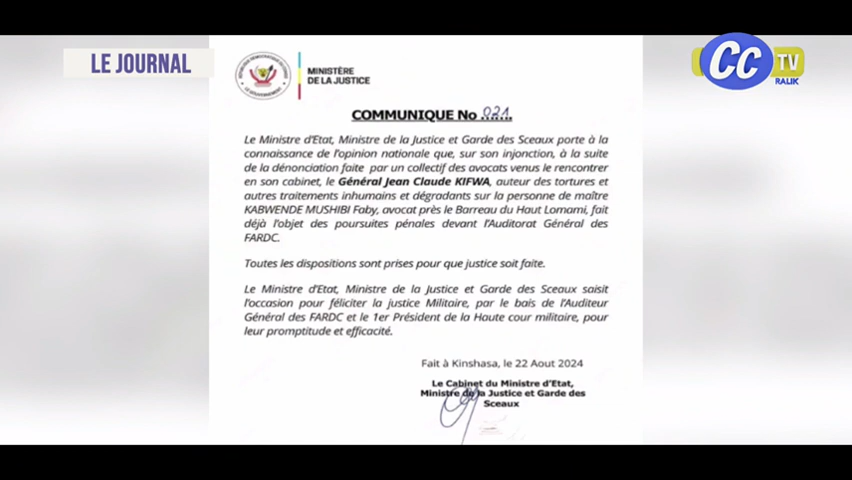 LE JOURNAL
CC TV
RALIK
MINISTÈRE
DE LA JUSTICE
COMMUNIQUE No 021
Le Ministre d'Etat, Ministre de la Justice et Garde des Sceaux porte à la
connaissance de l'opinion nationale que, sur son injonction, à la suite
de la dénonciation faite par un collectif des avocats venus le rencontrer
en son cabinet, le Général Jean Claude KIFWA, auteur des tortures et
autres traitements inhumains et dégradants sur la personne de maître
KABWENDE MUSHIBI Faby, avocat près le Barreau du Haut Lomami, fait
déjà l'objet des poursuites pénales devant l'Auditorat Général des
FARDC.
Toutes les dispositions sont prises pour que justice soit faite.
Le Ministre d'Etat, Ministre de la Justice et Garde des Sceaux saisit
l'occasion pour féliciter la justice Militaire, par le bais de l'Auditeur
Général des FARDC et le 1er Président de la Haute cour militaire, pour
leur promptitude et efficacité.
Fait à Kinshasa, le 22 Aout 2024
Le Cabinet du Ministre d'Etat,
Ministre de la Justice et Garde des
Sceaux